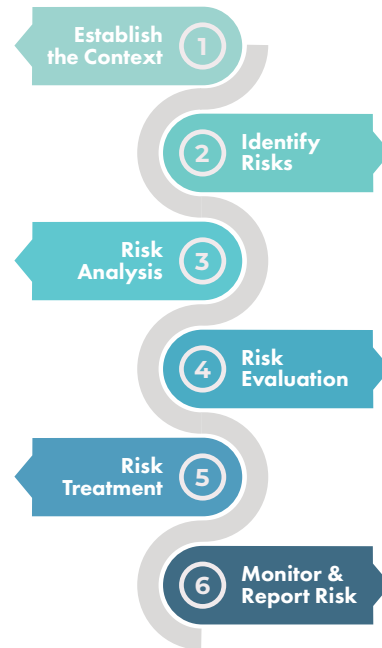 Establish
the Context
1
2
Identify
Risks
Risk
Analysis
3
4
Risk
Evaluation
Risk
Treatment
5
6
Monitor &
Report Risk